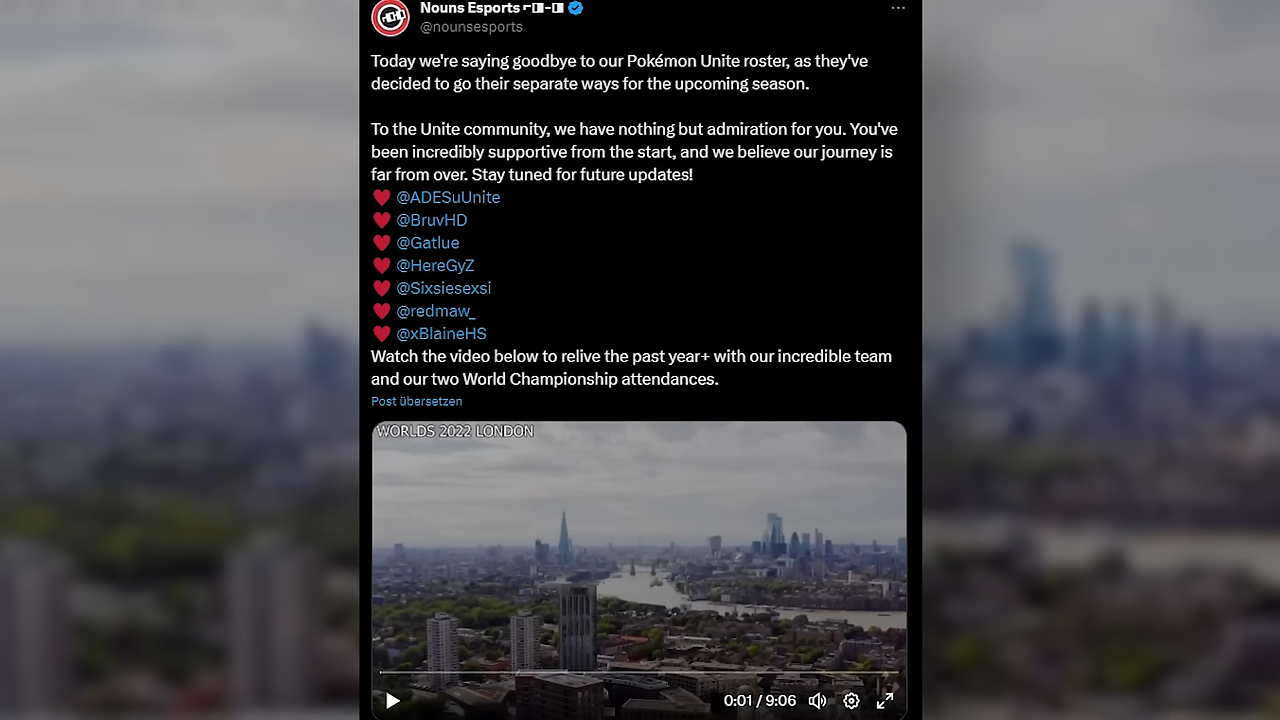 Nouns Esports ⌐◨-◨
@nounsesports
Today we're saying goodbye to our Pokémon Unite roster, as they've
decided to go their separate ways for the upcoming season.
To the Unite community, we have nothing but admiration for you. You've
been incredibly supportive from the start, and we believe our journey is
far from over. Stay tuned for future updates!
❤️ @ADESuUnite
❤️ @BruvHD
❤️ @Gatlue
❤️ @HereGyZ
❤️ @Sixsiesexsi
❤️ @redmaw_
❤️ @xBlaineHS
Watch the video below to relive the past year+ with our incredible team
and our two World Championship attendances.
Post übersetzen
WORLDS 2022 LONDON
0:01 / 9:06